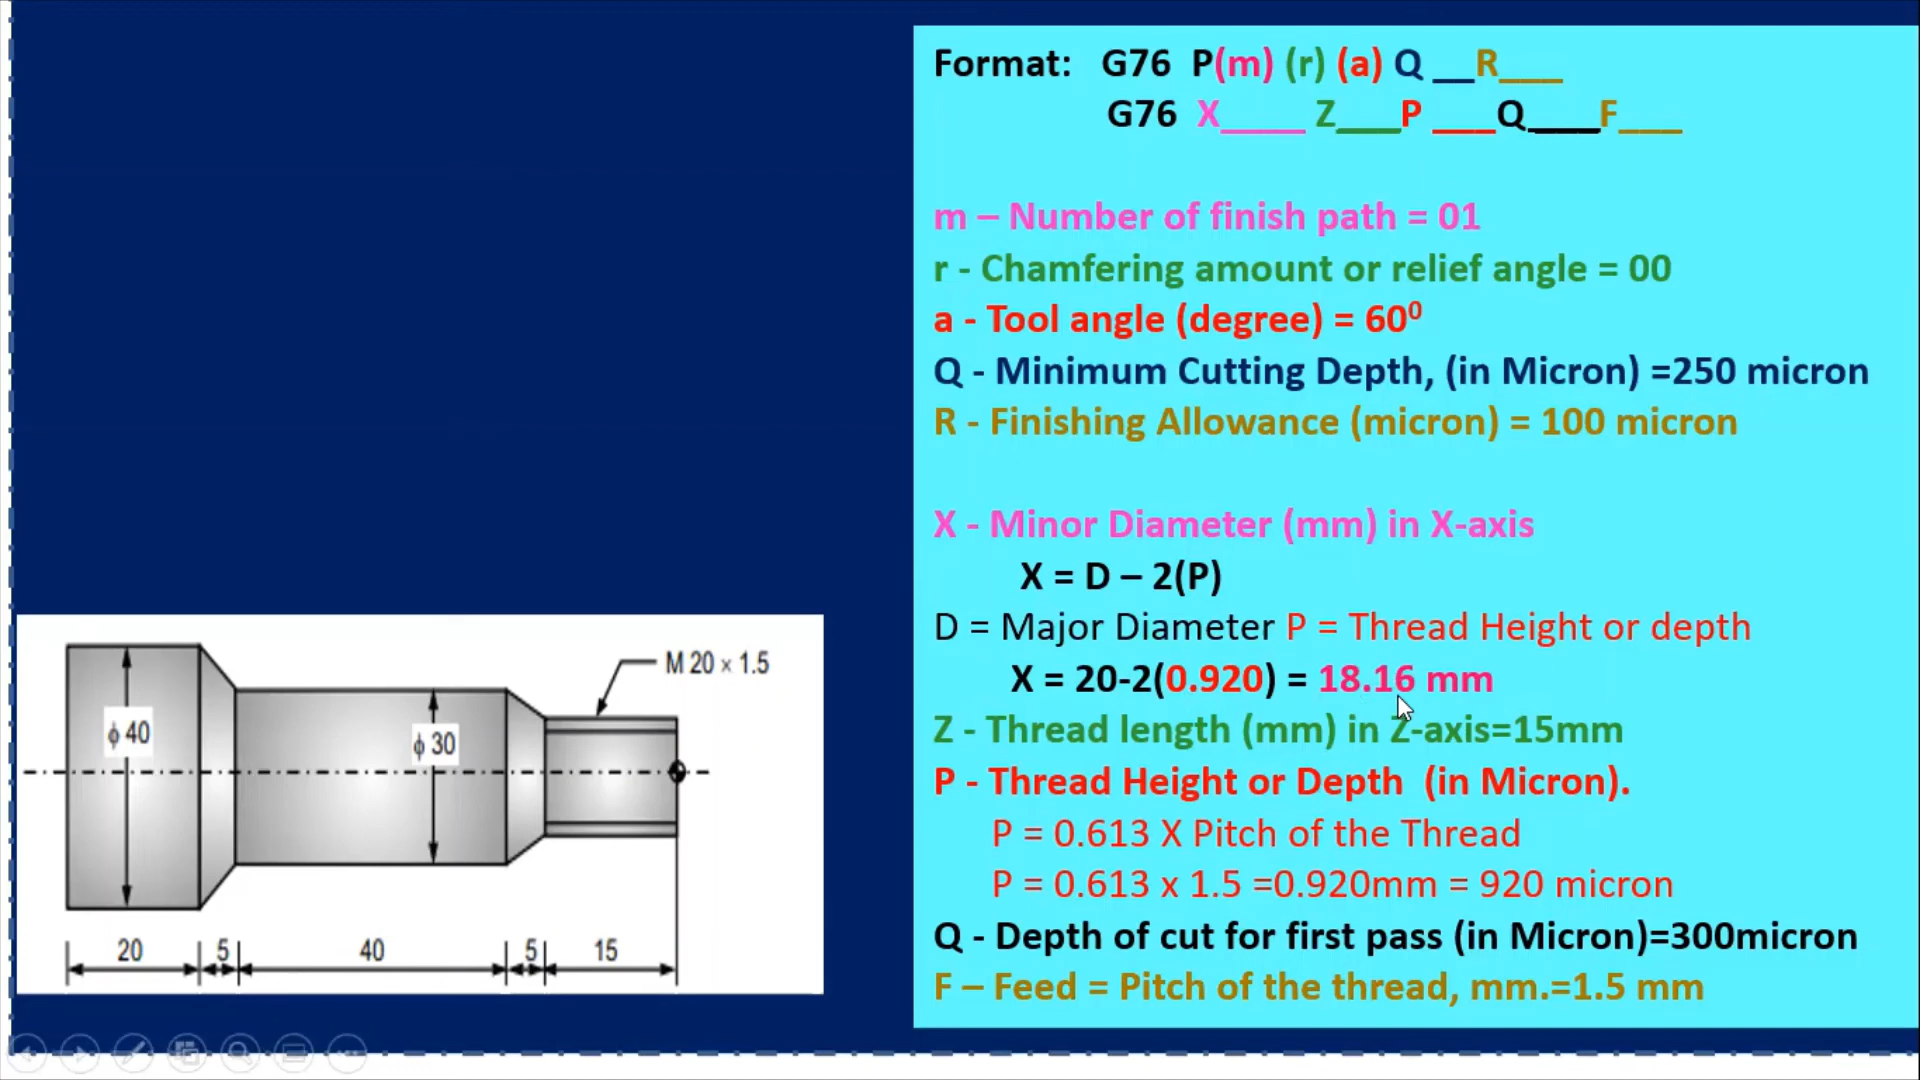 Format: G76 P(m) (r) (a) Q __R___
G76 X____ Z___P ___Q___F___
m – Number of finish path = 01
r - Chamfering amount or relief angle = 00
a - Tool angle (degree) = 60⁰
Q - Minimum Cutting Depth, (in Micron) =250 micron
R - Finishing Allowance (micron) = 100 micron
X - Minor Diameter (mm) in X-axis
X = D – 2(P)
D = Major Diameter P = Thread Height or depth
X = 20-2(0.920) = 18.16 mm
Z - Thread length (mm) in Z-axis=15mm
P - Thread Height or Depth (in Micron).
P = 0.613 X Pitch of the Thread
P = 0.613 x 1.5 =0.920mm = 920 micron
Q - Depth of cut for first pass (in Micron)=300micron
F – Feed = Pitch of the thread, mm.=1.5 mm
M 20 × 1.5
ϕ 40
ϕ 30
20 5 40 5 15